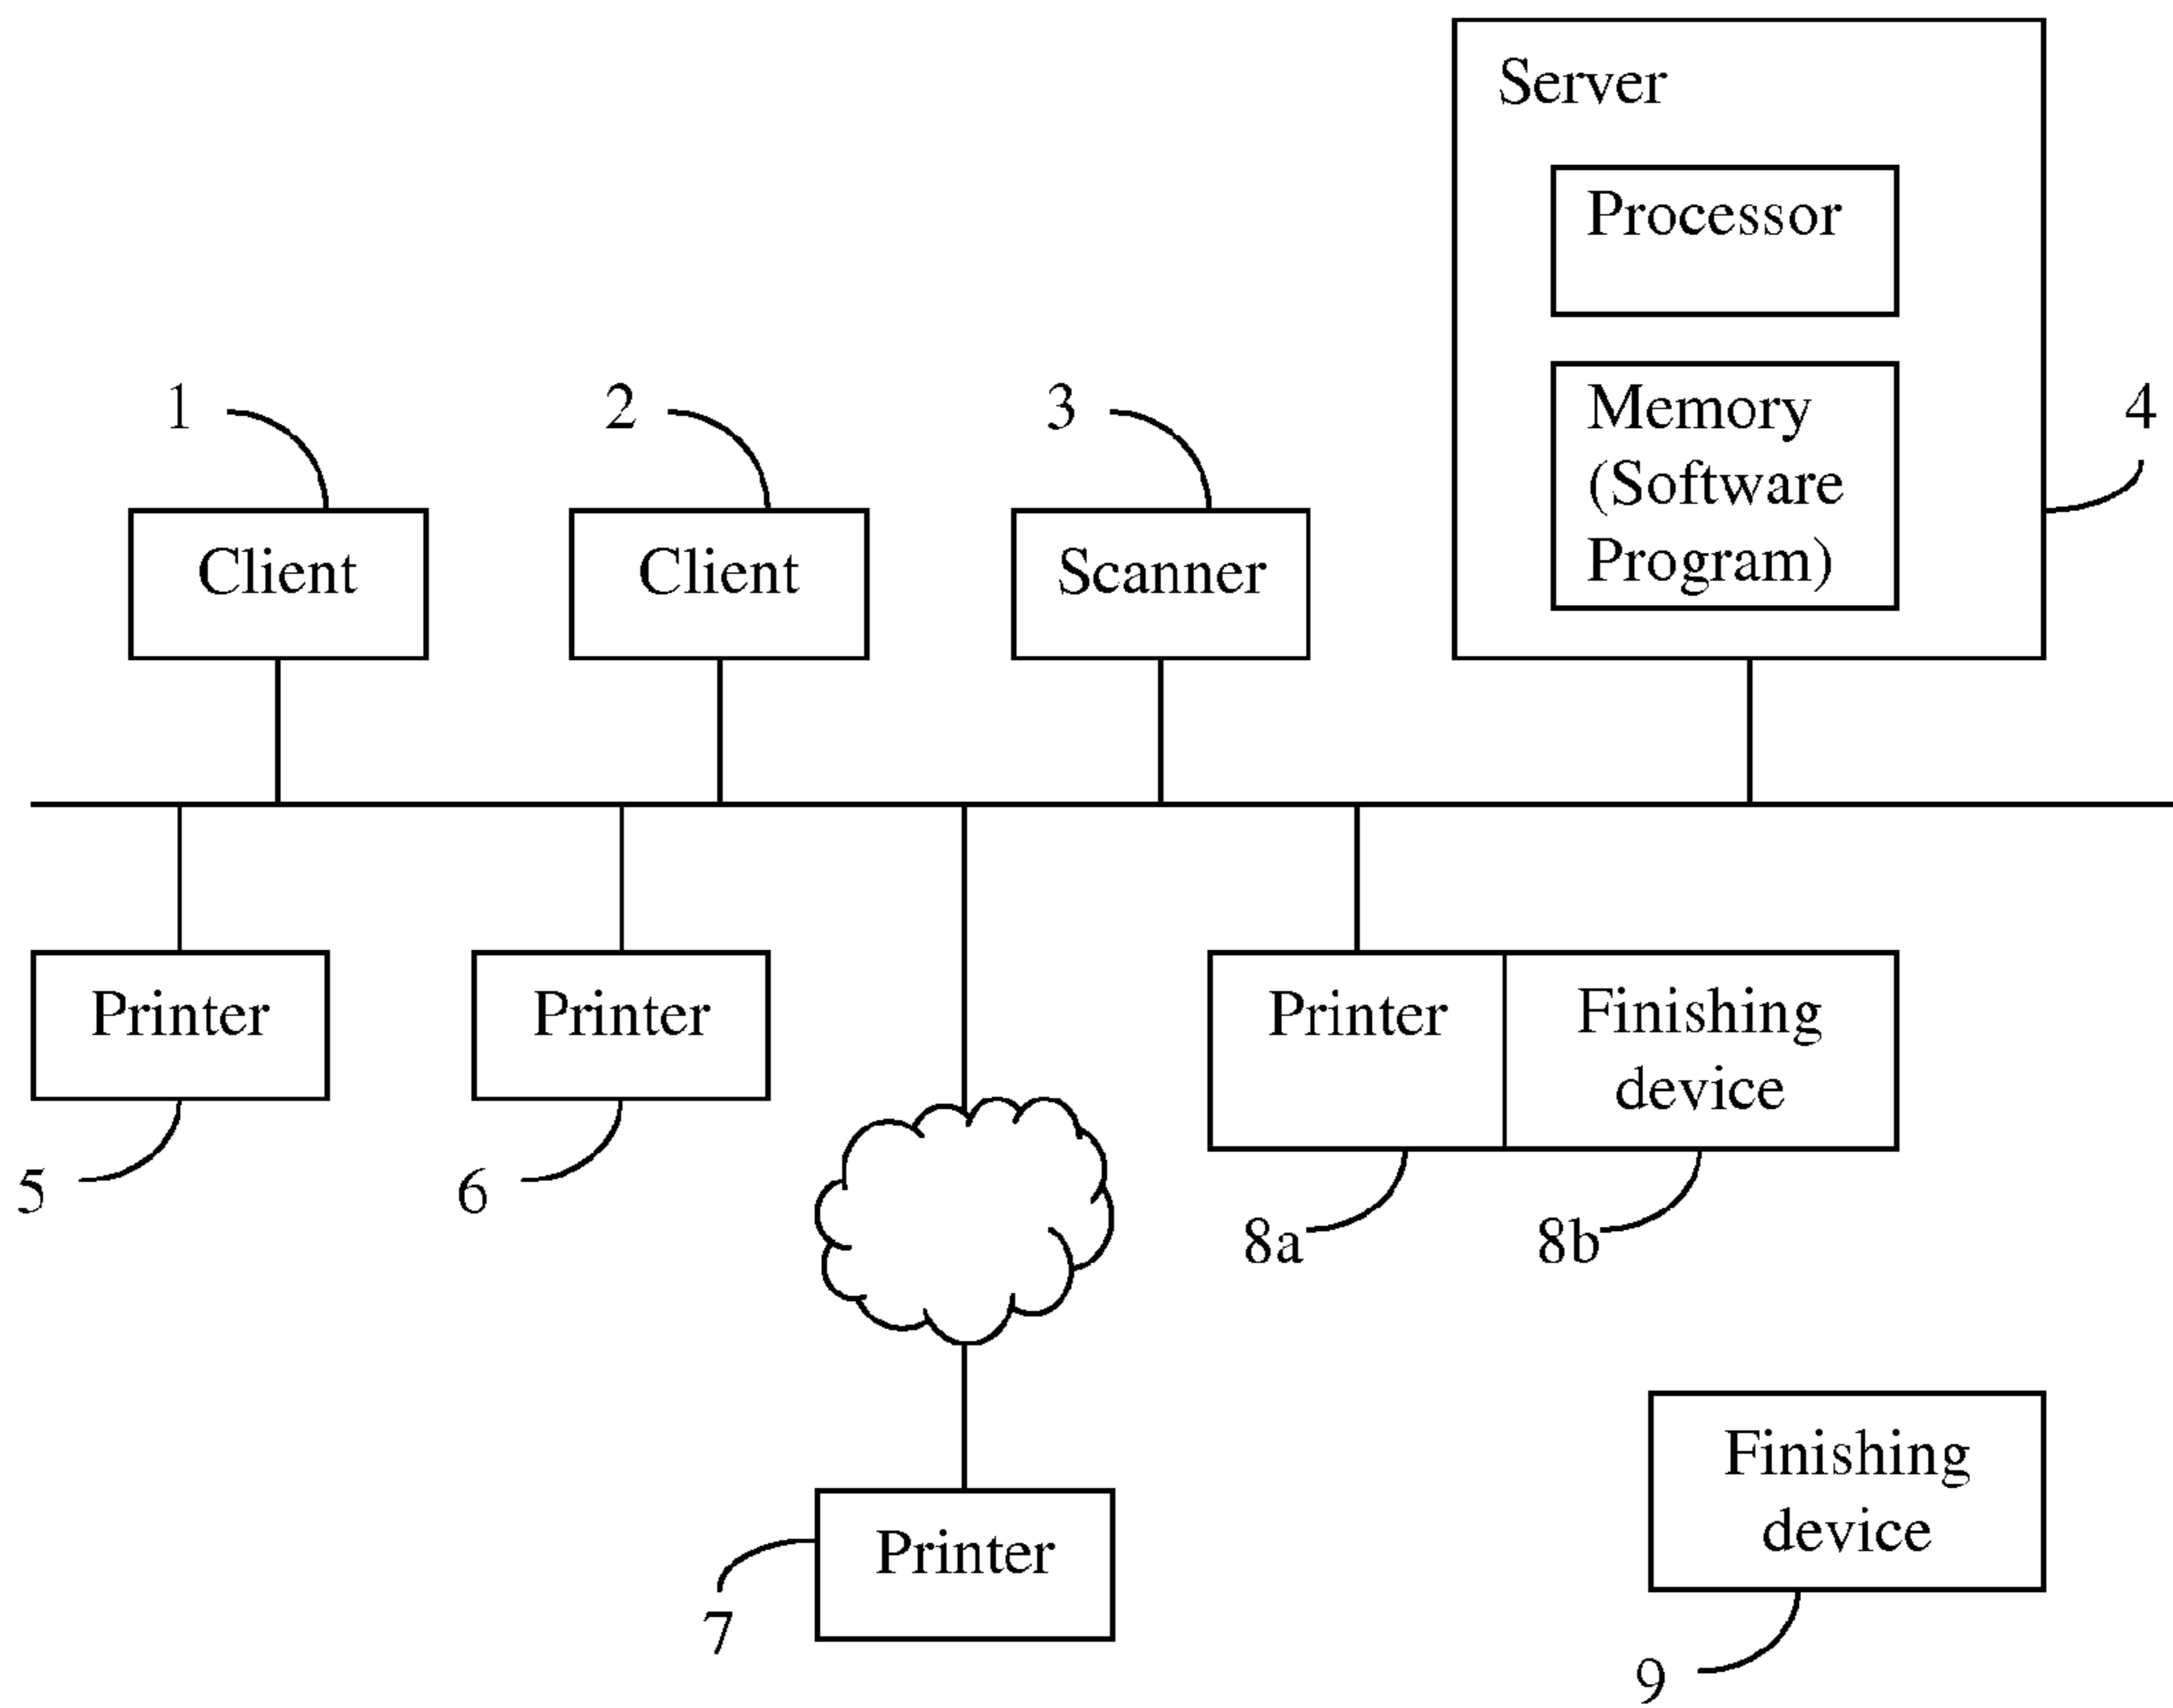 Server
Processor
1
2
3
4
Memory
(Software
Program)
Client
Client
Scanner
Printer
Printer
Printer
Finishing
device
5
6
8a
8b
Printer
7
Finishing
device
9